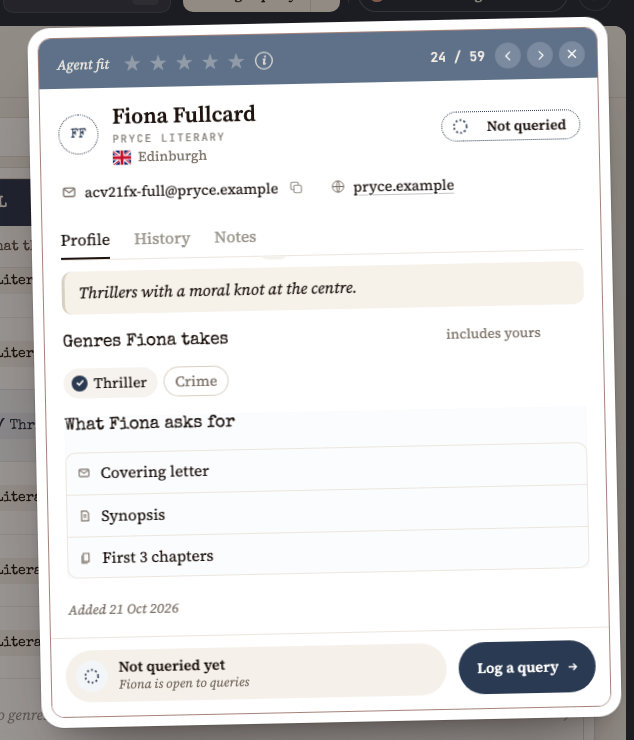 Agent fit
24 / 59
FF
Fiona Fullcard
PRYCE LITERARY
Edinburgh
Not queried
acv21fx-full@pryce.example
pryce.example
Profile History Notes
Thrillers with a moral knot at the centre.
Genres Fiona takes
includes yours
Thriller Crime
What Fiona asks for
Covering letter
Synopsis
First 3 chapters
Added 21 Oct 2026
Not queried yet
Fiona is open to queries
Log a query →